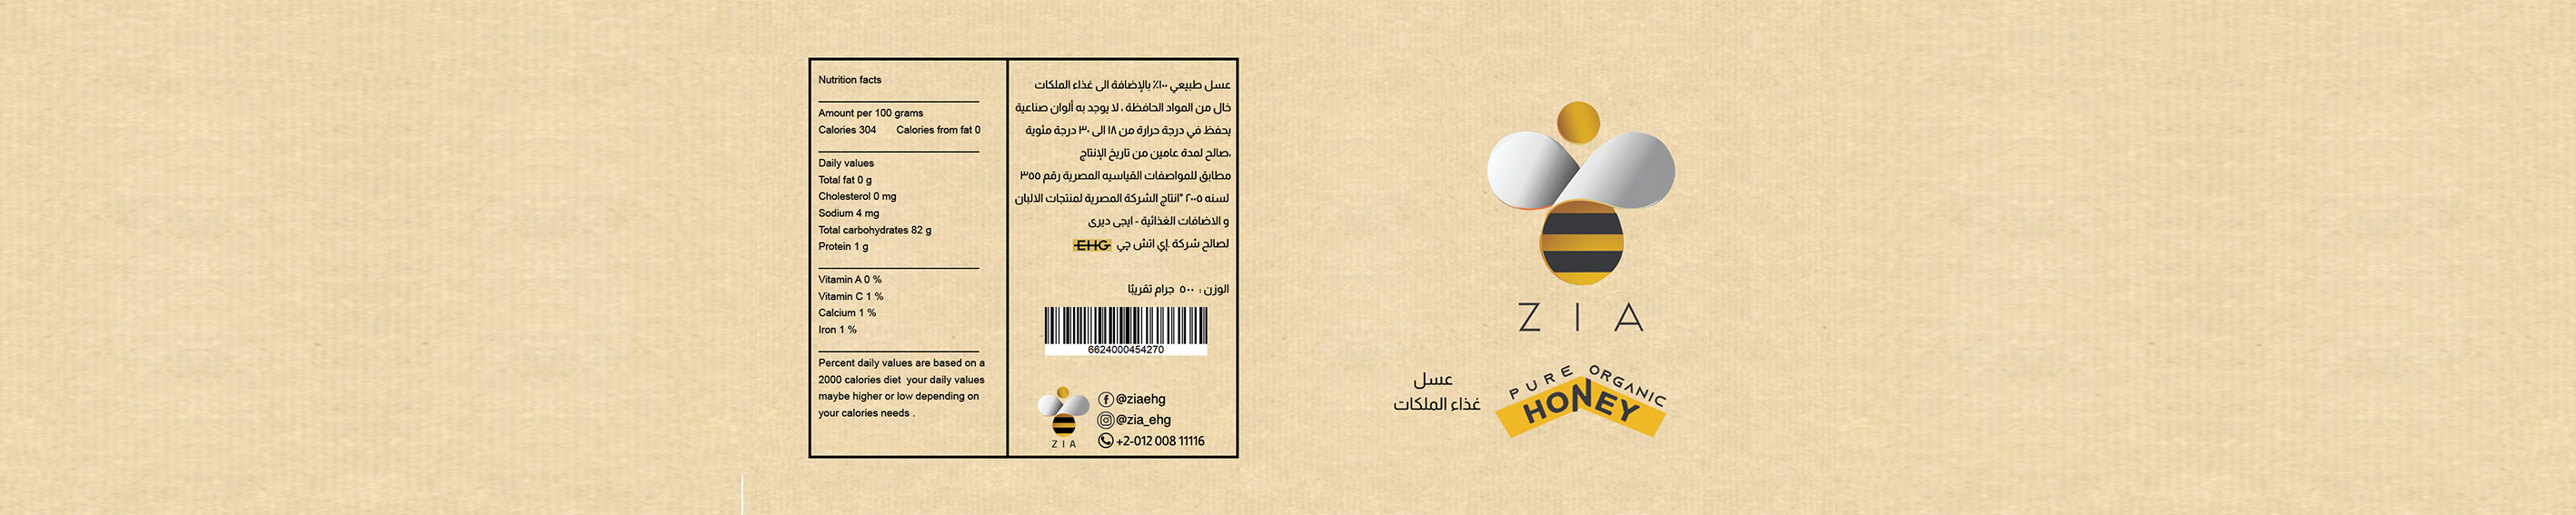 Nutrition facts
Amount per 100 grams
Calories 304 Calories from fat 0
Daily values
Total fat 0 g
Cholesterol 0 mg
Sodium 4 mg
Total carbohydrates 82 g
Protein 1 g
Vitamin A 0 %
Vitamin C 1 %
Calcium 1 %
Iron 1 %
Percent daily values are based on a
2000 calories diet your daily values
maybe higher or low depending on
your calories needs .
عسل طبيعي ١٠٠٪ بالإضافة الى غذاء الملكات
خال من المواد الحافظة ، لا يوجد به ألوان صناعية
يحفظ في درجة حرارة من ١٨ الى ٣٠ درجة مئوية
،صالح لمدة عامين من تاريخ الإنتاج
مطابق للمواصفات القياسيه المصرية رقم ٣٥٥
لسنه ٢٠٠٥ "انتاج الشركة المصرية لمنتجات الالبان
و الاضافات الغذائية - ايجى ديرى
لصالح شركة .إي اتش جي EHG
الوزن : ٥٠٠ جرام تقريبًا
6624000454270
@ziaehg
@zia_ehg
+2-012 008 11116
ZIA
ZIA
PURE ORGANIC
HONEY
عسل
غذاء الملكات